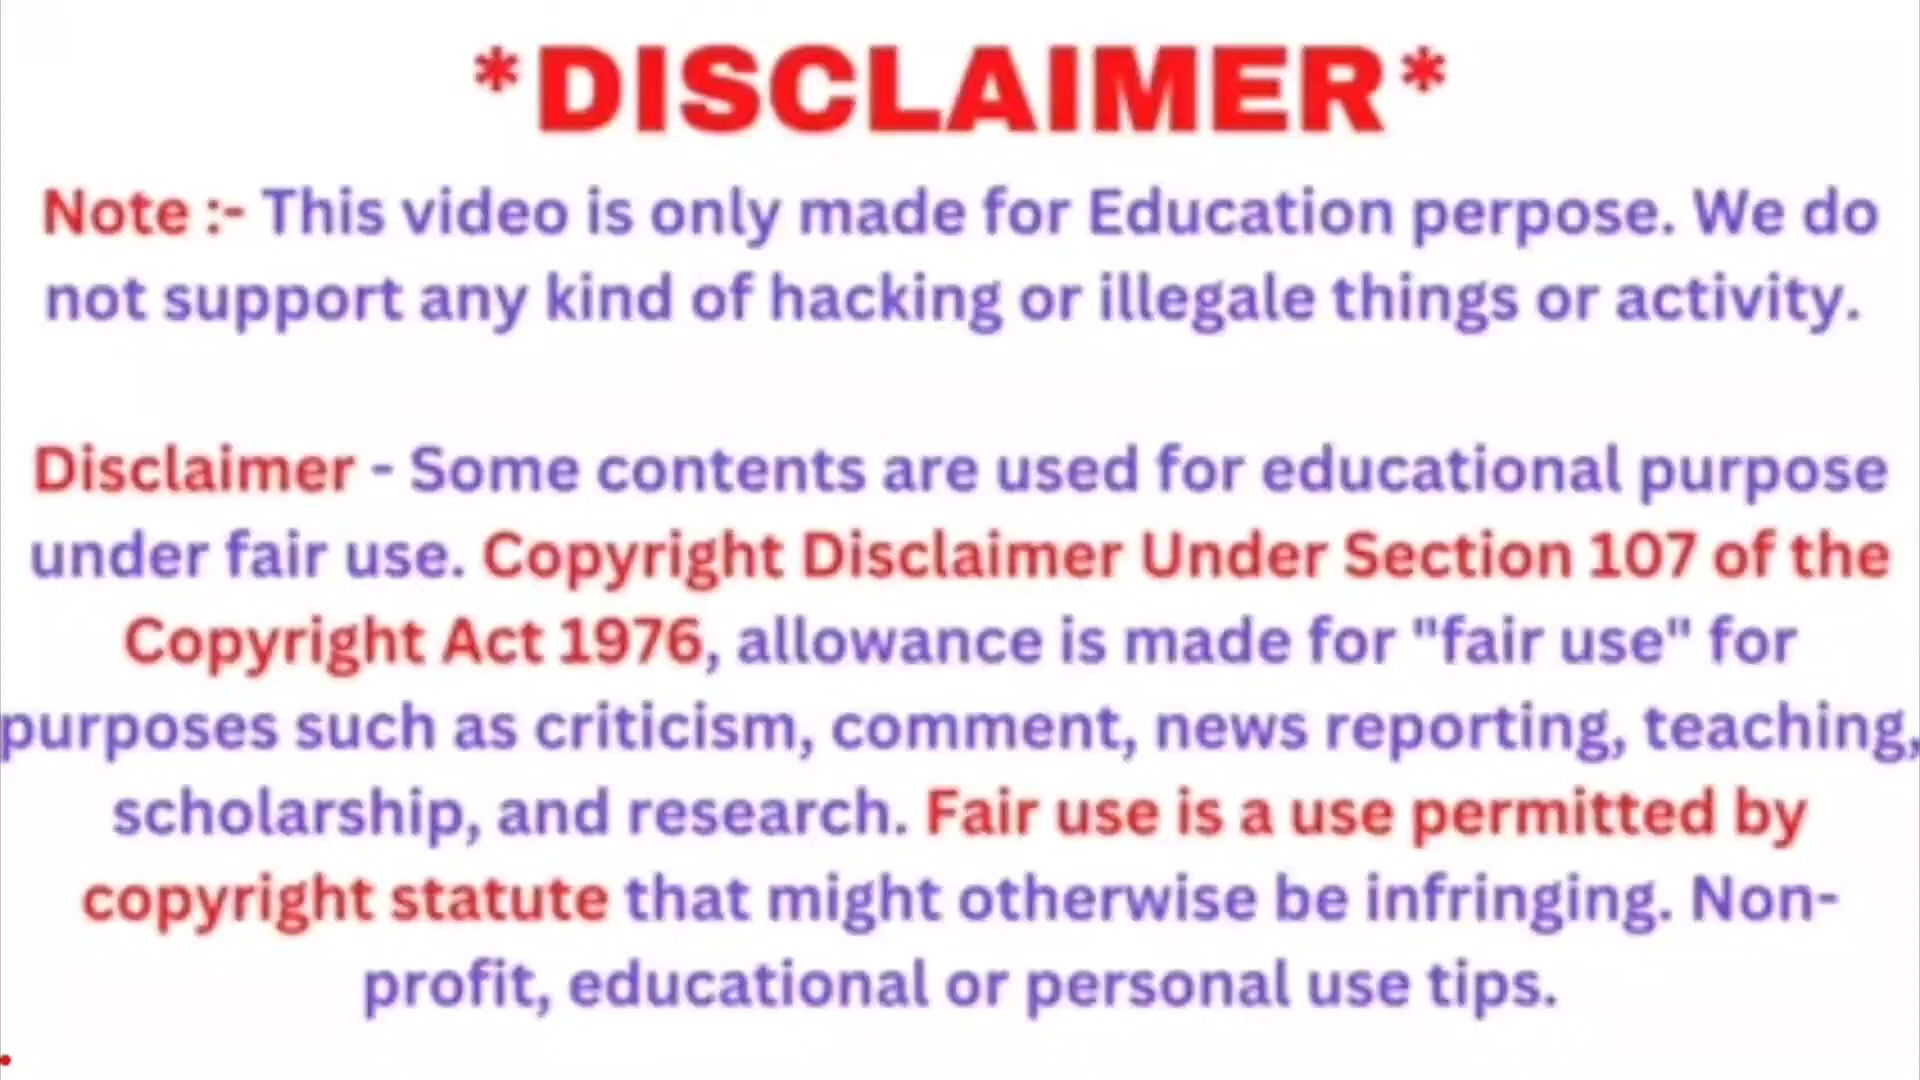 *DISCLAIMER*
Note :- This video is only made for Education perpose. We do
not support any kind of hacking or illegale things or activity.
Disclaimer - Some contents are used for educational purpose
under fair use. Copyright Disclaimer Under Section 107 of the
Copyright Act 1976, allowance is made for "fair use" for
purposes such as criticism, comment, news reporting, teaching,
scholarship, and research. Fair use is a use permitted by
copyright statute that might otherwise be infringing. Non-
profit, educational or personal use tips.